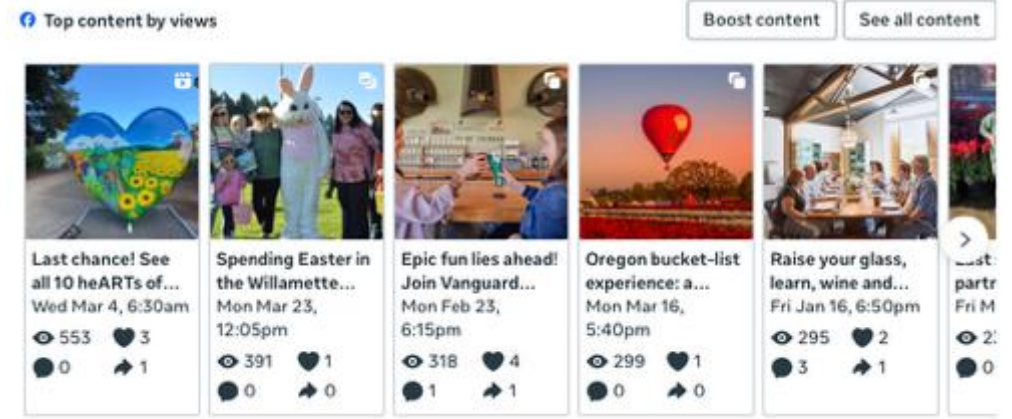 Top content by views
Boost content
See all content
Last chance! See
all 10 heARTs of...
Wed Mar 4, 6:30am
553 3
0 1
Spending Easter in
the Willamette...
Mon Mar 23,
12:05pm
391 1
0 0
Epic fun lies ahead!
Join Vanguard...
Mon Feb 23,
6:15pm
318 4
1 1
Oregon bucket-list
experience: a...
Mon Mar 16,
5:40pm
299 1
0 0
Raise your glass,
learn, wine and...
Fri Jan 16, 6:50pm
295 2
3 1
partr
Fri M
0